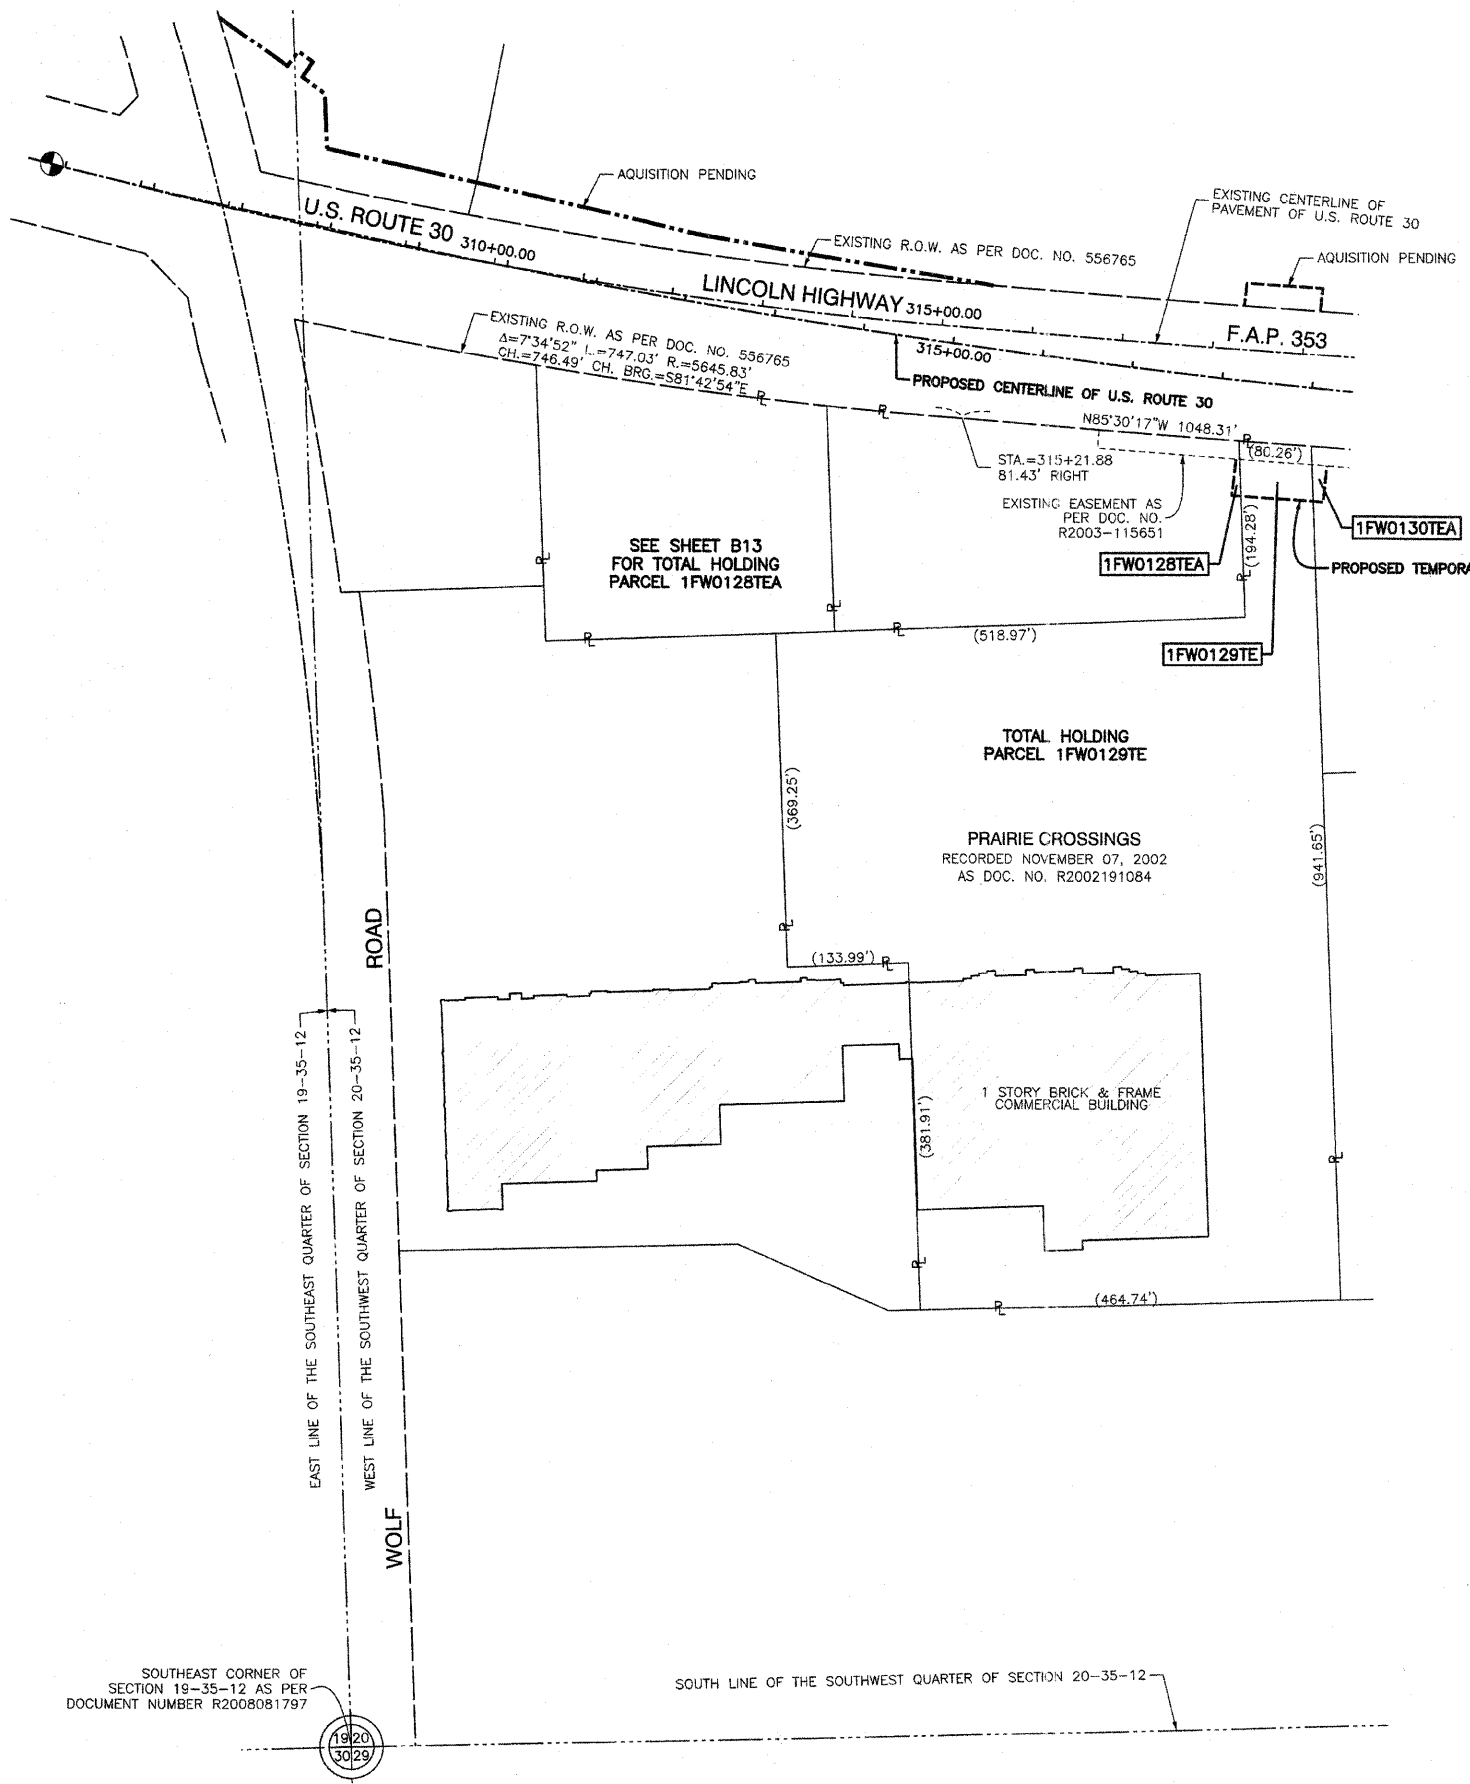 AQUISITION PENDING
EXISTING CENTERLINE OF
PAVEMENT OF U.S. ROUTE 30
U.S. ROUTE 30
310+00.00
EXISTING R.O.W. AS PER DOC. NO. 556765
AQUISITION PENDING
LINCOLN HIGHWAY
315+00.00
F.A.P. 353
EXISTING R.O.W. AS PER DOC. NO. 556765
Δ=7°34'52" L.=747.03' R.=5645.83'
CH.=746.49' CH. BRG.=S81°42'54"E
315+00.00
PROPOSED CENTERLINE OF U.S. ROUTE 30
N85°30'17"W 1048.31'
(80.26')
STA.=315+21.88
81.43' RIGHT
EXISTING EASEMENT AS
PER DOC. NO.
R2003-115651
(194.28')
1FW0130TEA
1FW0128TEA
PROPOSED TEMPORA
SEE SHEET B13
FOR TOTAL HOLDING
PARCEL 1FW0128TEA
(518.97')
1FW0129TE
TOTAL HOLDING
PARCEL 1FW0129TE
(369.25')
PRAIRIE CROSSINGS
RECORDED NOVEMBER 07, 2002
AS DOC. NO. R2002191084
(941.65')
ROAD
(133.99')
EAST LINE OF THE SOUTHEAST QUARTER OF SECTION 19-35-12
WEST LINE OF THE SOUTHWEST QUARTER OF SECTION 20-35-12
1 STORY BRICK & FRAME
COMMERCIAL BUILDING
(381.91')
(464.74')
WOLF
SOUTHEAST CORNER OF
SECTION 19-35-12 AS PER
DOCUMENT NUMBER R2008081797
SOUTH LINE OF THE SOUTHWEST QUARTER OF SECTION 20-35-12
19 20
30 29